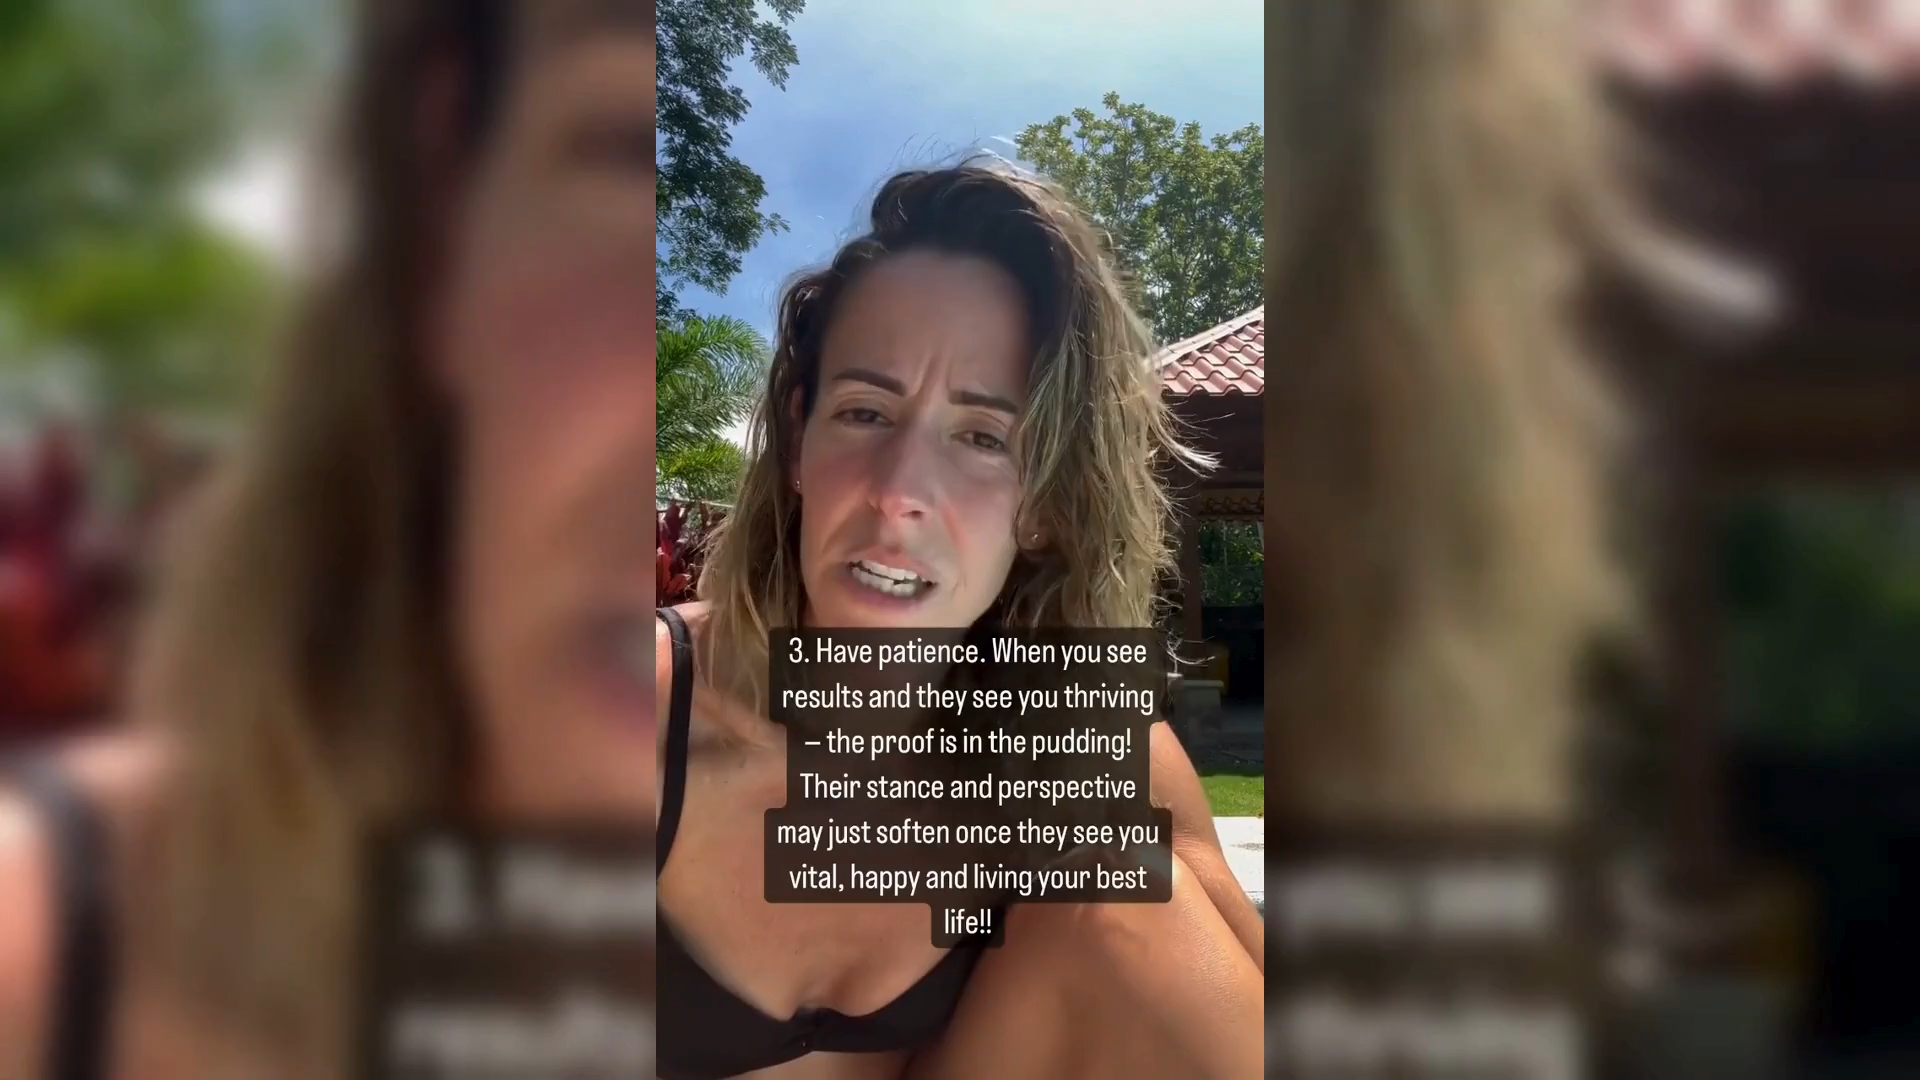 3. Have patience. When you see
results and they see you thriving
– the proof is in the pudding!
Their stance and perspective
may just soften once they see you
vital, happy and living your best
life!!